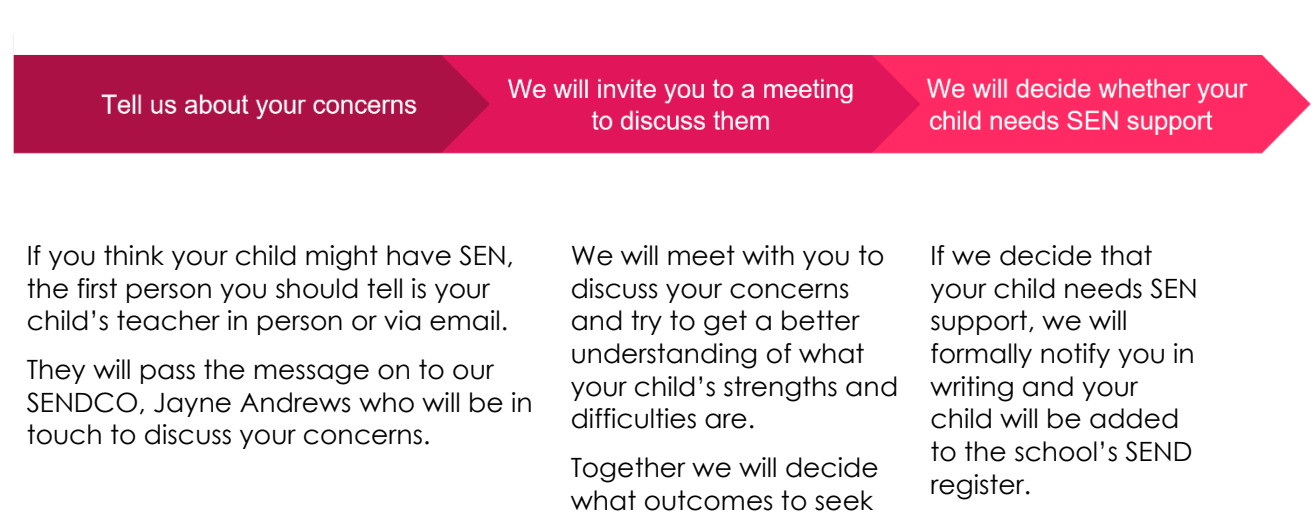 Tell us about your concerns
We will invite you to a meeting
to discuss them
We will decide whether your
child needs SEN support
If you think your child might have SEN,
the first person you should tell is your
child’s teacher in person or via email.
They will pass the message on to our
SENDCO, Jayne Andrews who will be in
touch to discuss your concerns.
We will meet with you to
discuss your concerns
and try to get a better
understanding of what
your child’s strengths and
difficulties are.
Together we will decide
what outcomes to seek
If we decide that
your child needs SEN
support, we will
formally notify you in
writing and your
child will be added
to the school’s SEND
register.